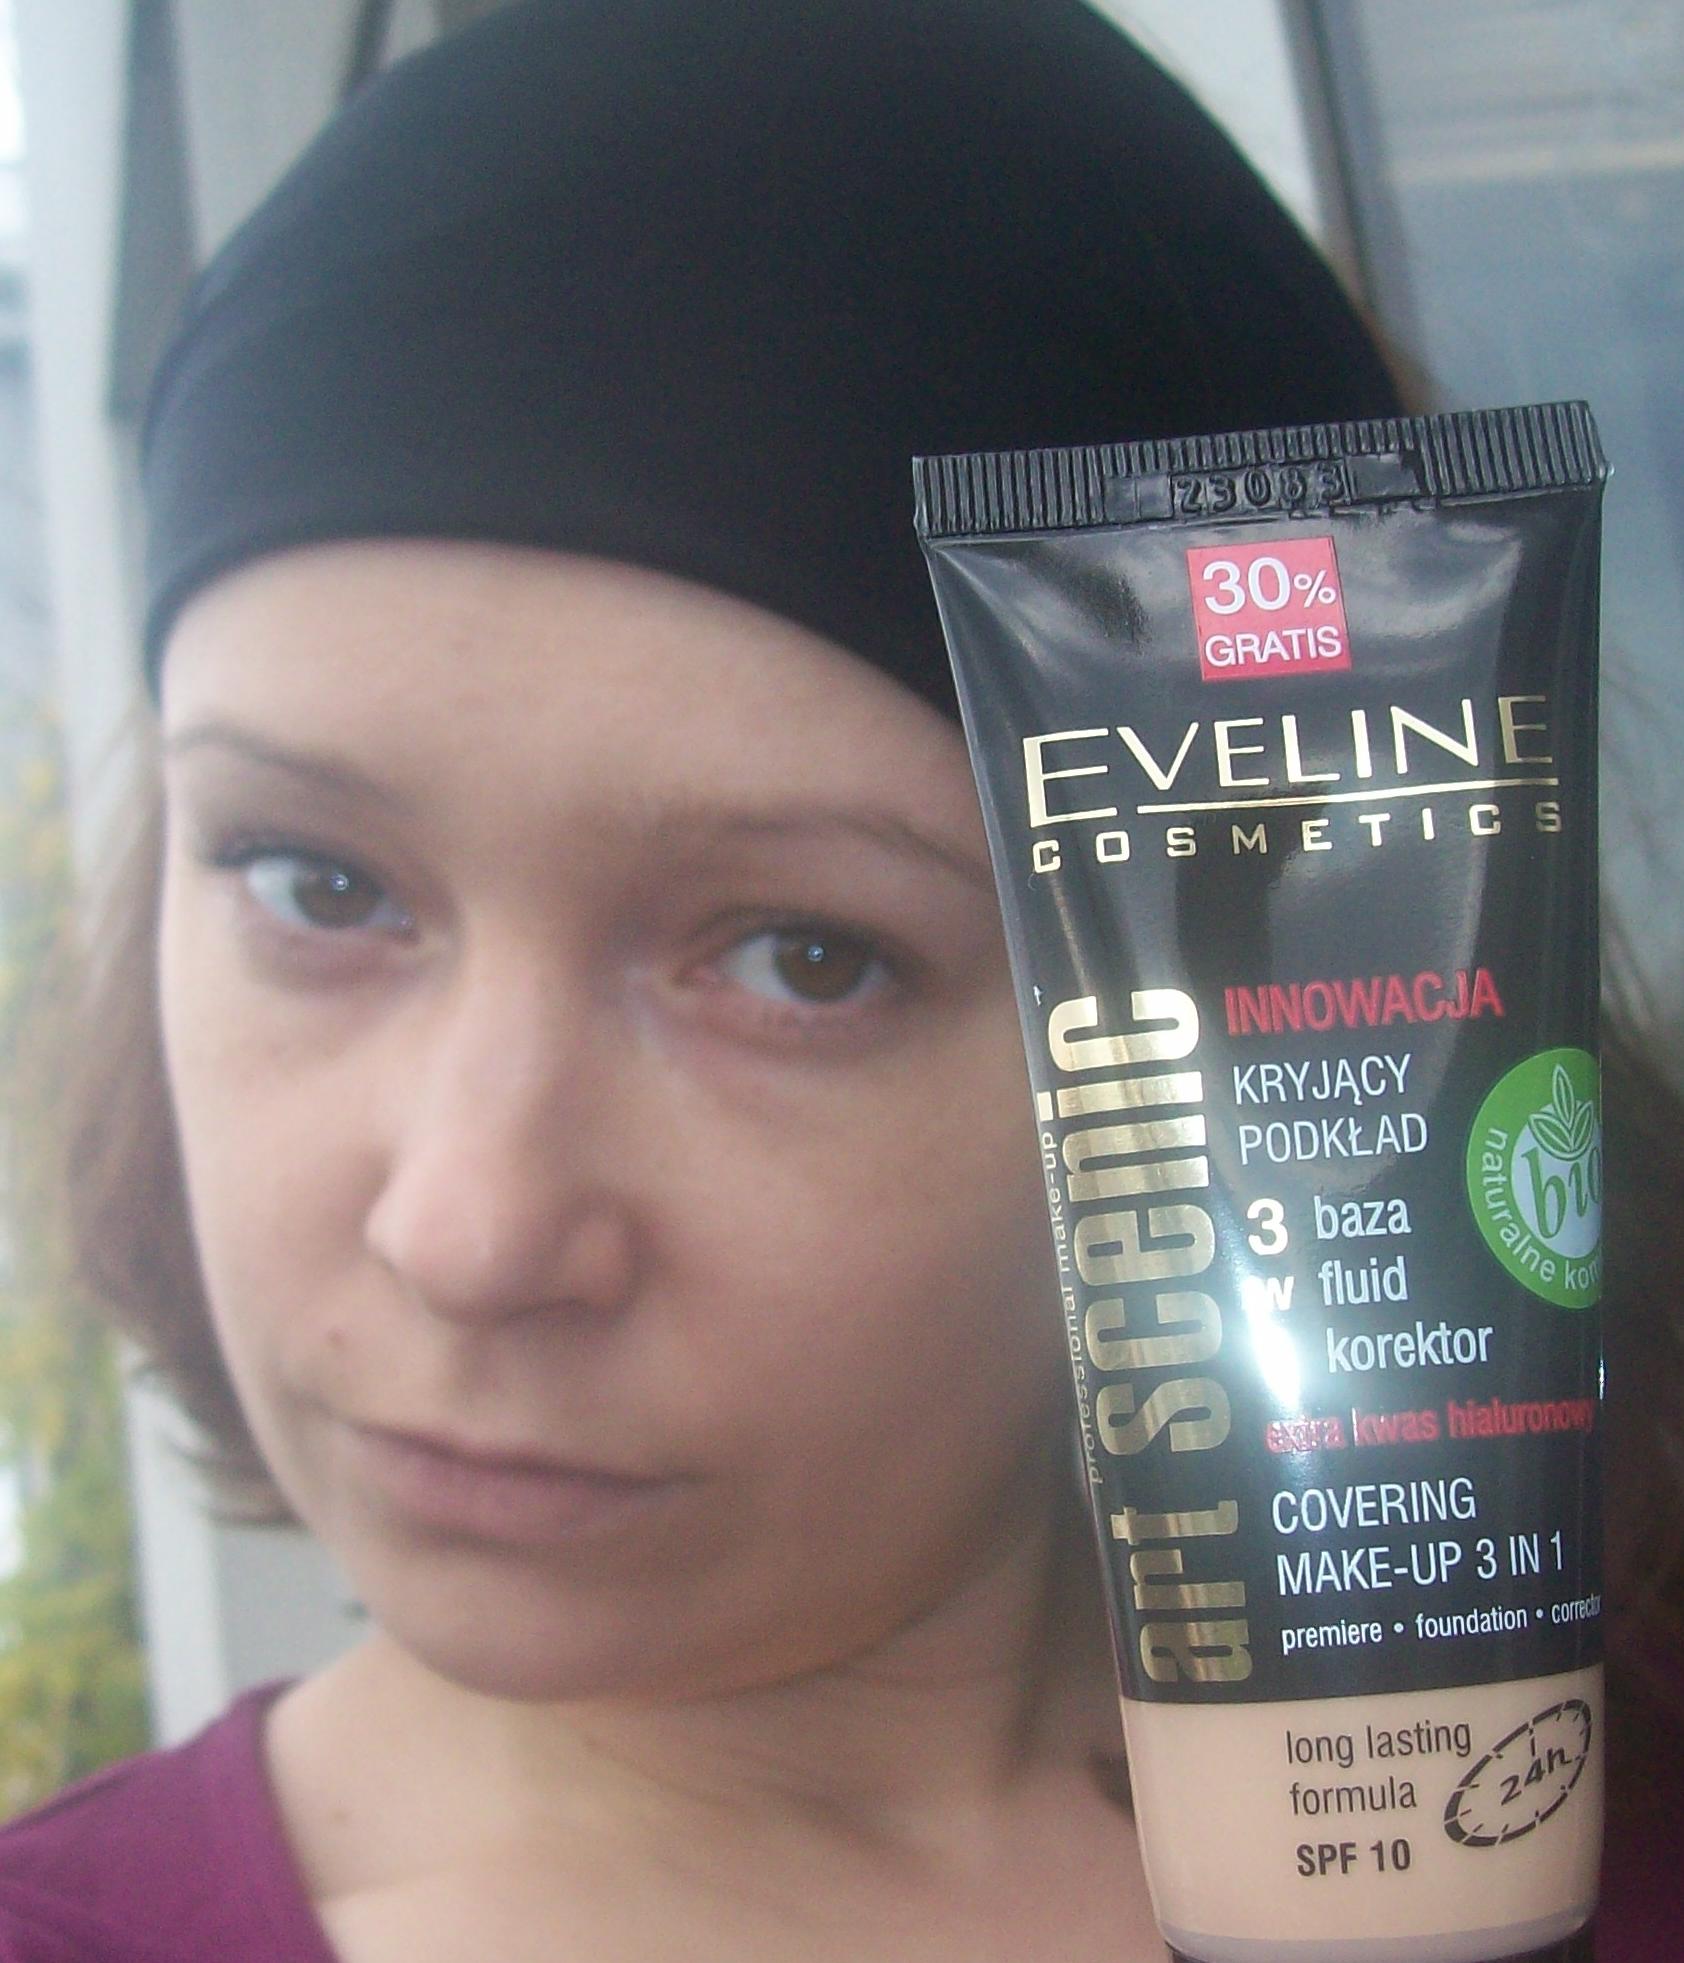 23083
30%
GRATIS
EVELINE
COSMETICS
art scenic
professional make-up
INNOWACJA
KRYJĄCY
PODKŁAD
3 baza
w fluid
korektor
bio
naturalne
extra kwas hialuronowy
COVERING
MAKE-UP 3 IN 1
premiere • foundation • corrector
long lasting
formula
24h
SPF 10